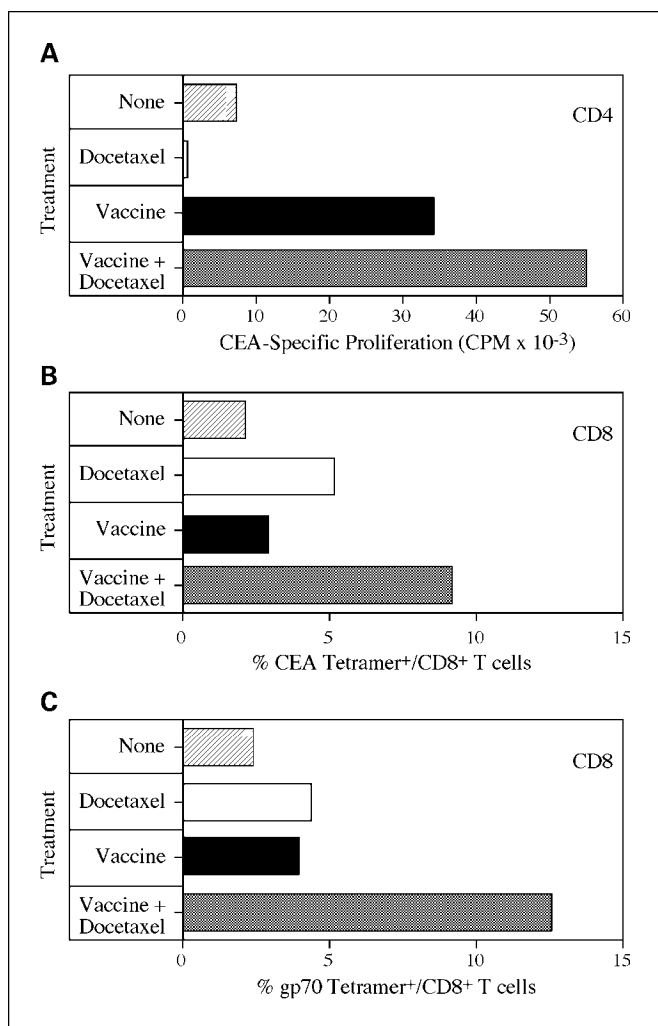 A
None
CD4
Docetaxel
Vaccine
Vaccine +
Docetaxel
Treatment
0 10 20 30 40 50 60
CEA-Specific Proliferation (CPM x 10⁻³)
B
None
CD8
Docetaxel
Vaccine
Vaccine +
Docetaxel
Treatment
0 5 10 15
% CEA Tetramer⁺/CD8⁺ T cells
C
None
CD8
Docetaxel
Vaccine
Vaccine +
Docetaxel
Treatment
0 5 10 15
% gp70 Tetramer⁺/CD8⁺ T cells